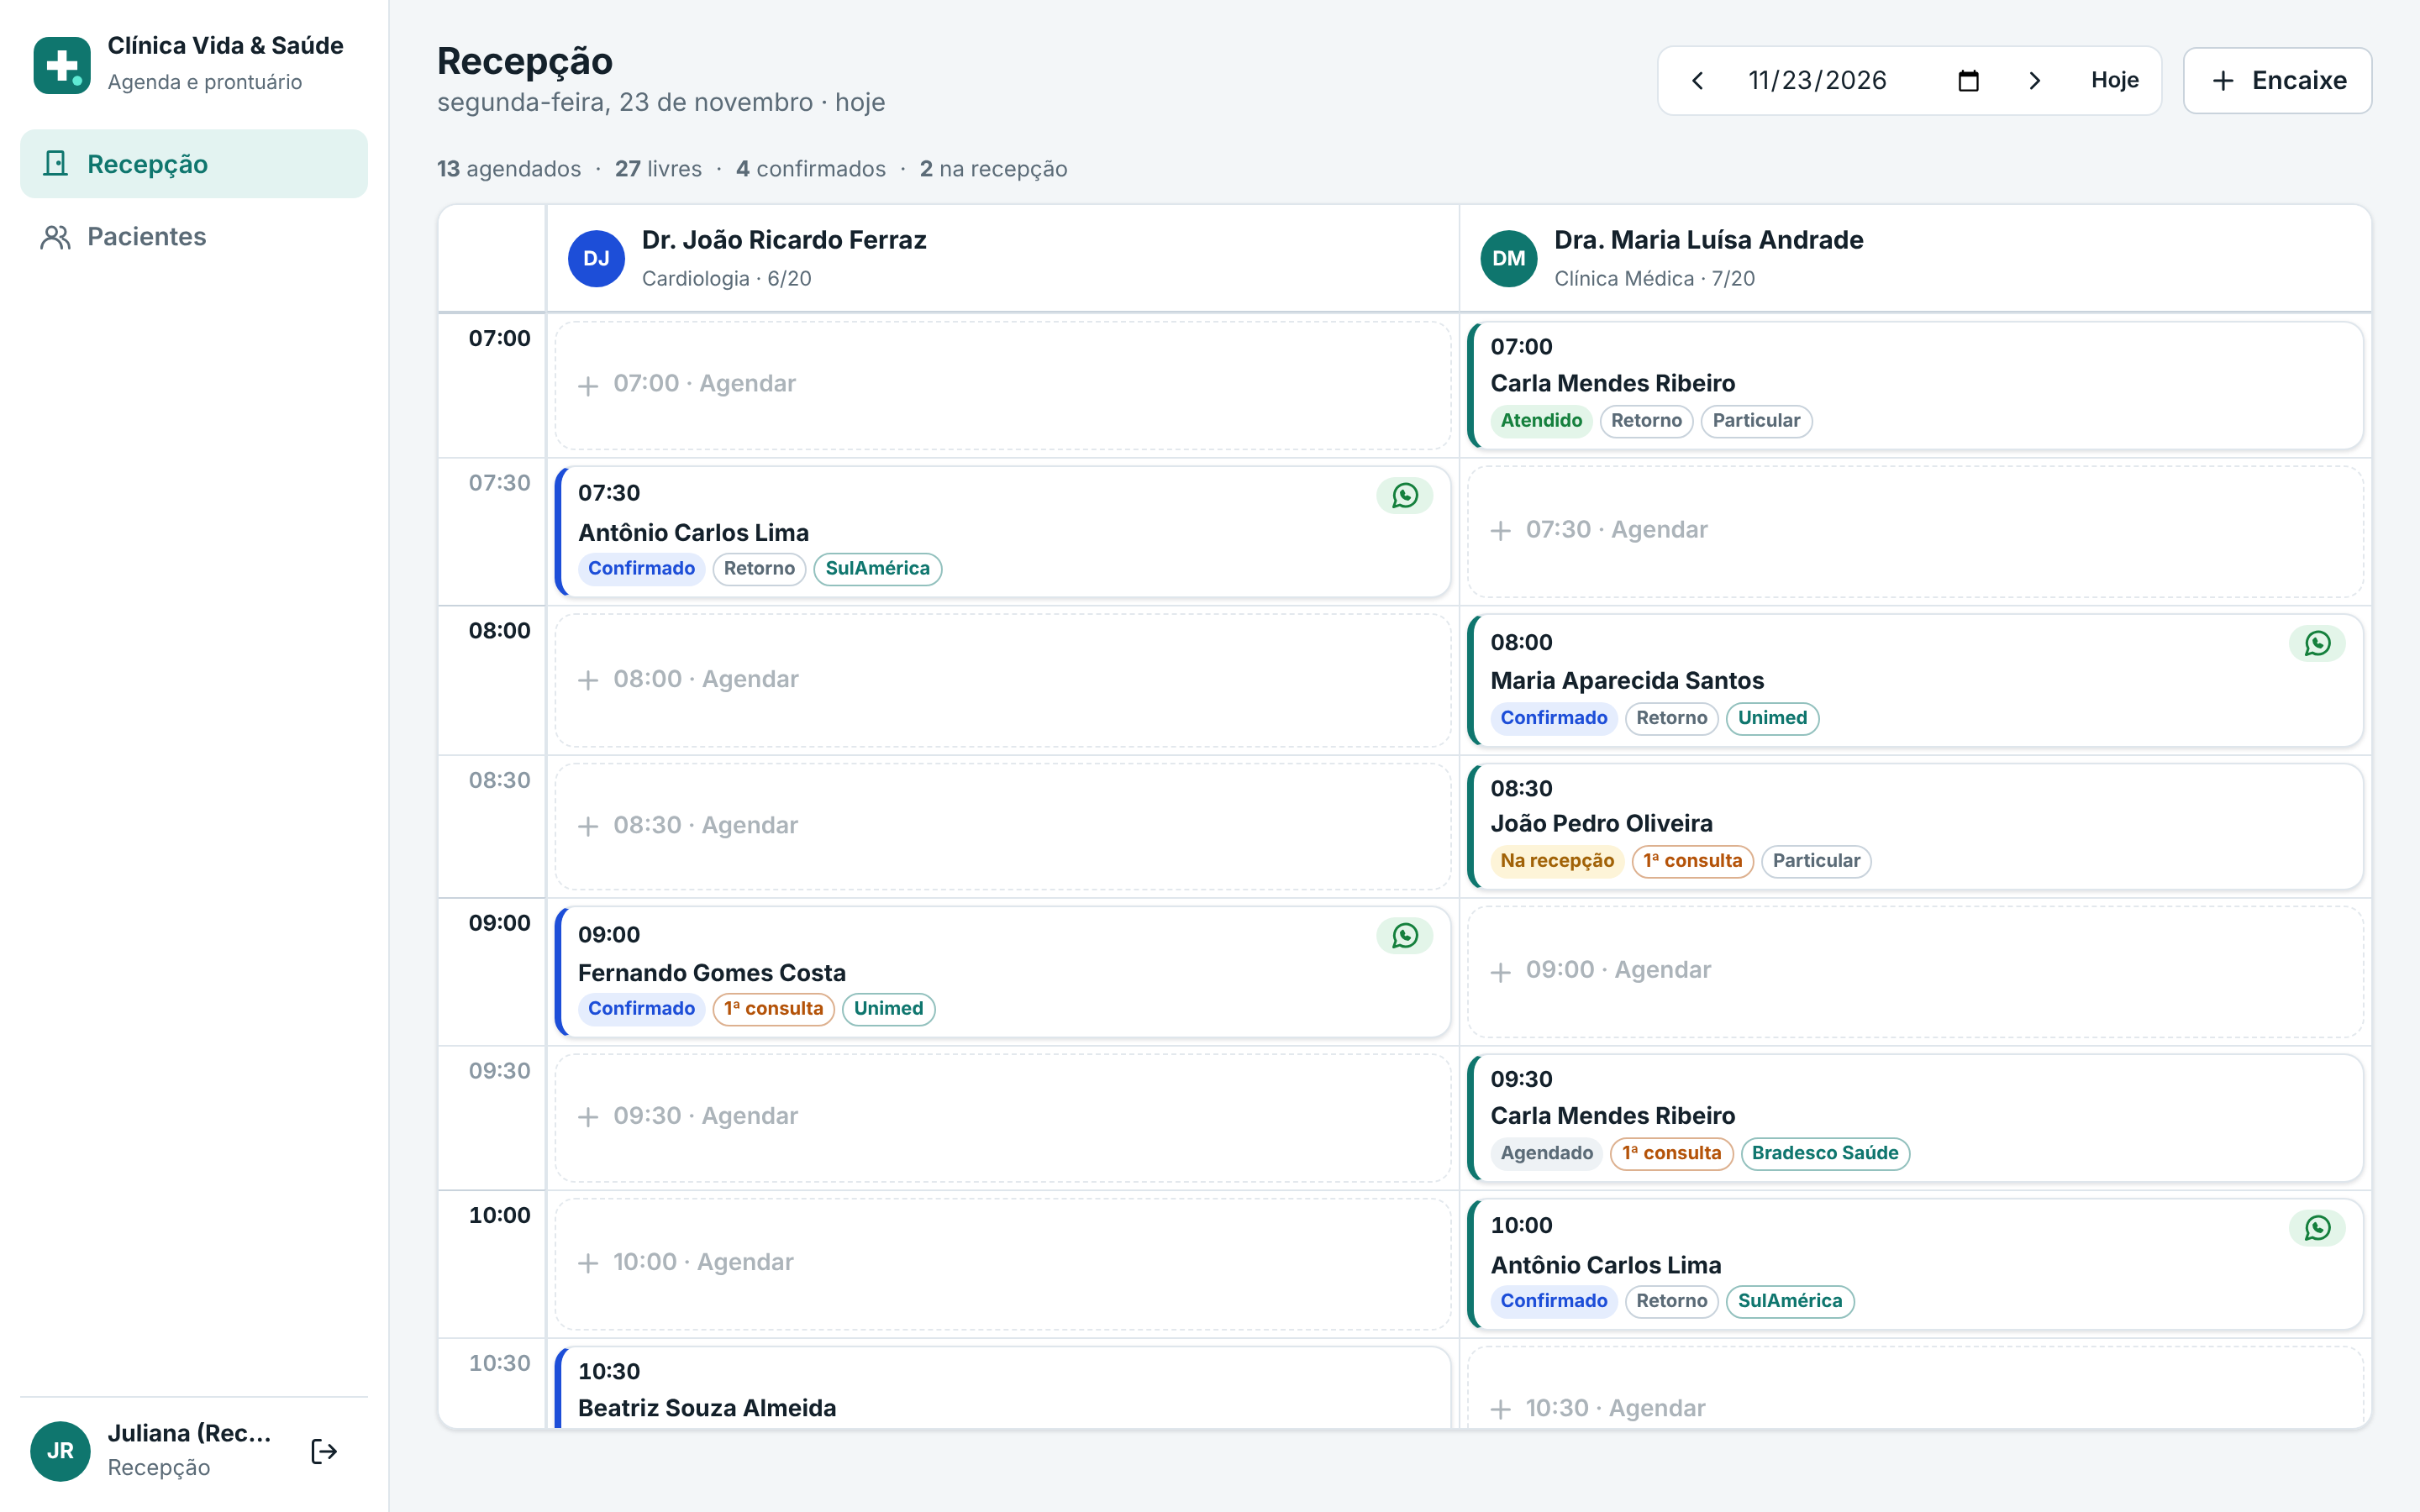 Clínica Vida & Saúde
Agenda e prontuário
Recepção
Pacientes
Juliana (Rec...
JR
Recepção
Recepção
segunda-feira, 23 de novembro · hoje
11/23/2026
Hoje
+ Encaixe
13 agendados · 27 livres · 4 confirmados · 2 na recepção
DJ
Dr. João Ricardo Ferraz
Cardiologia · 6/20
DM
Dra. Maria Luísa Andrade
Clínica Médica · 7/20
07:00
+ 07:00 · Agendar
07:00
Carla Mendes Ribeiro
Atendido Retorno Particular
07:30
07:30
Antônio Carlos Lima
Confirmado Retorno SulAmérica
+ 07:30 · Agendar
08:00
+ 08:00 · Agendar
08:00
Maria Aparecida Santos
Confirmado Retorno Unimed
08:30
+ 08:30 · Agendar
08:30
João Pedro Oliveira
Na recepção 1ª consulta Particular
09:00
09:00
Fernando Gomes Costa
Confirmado 1ª consulta Unimed
+ 09:00 · Agendar
09:30
+ 09:30 · Agendar
09:30
Carla Mendes Ribeiro
Agendado 1ª consulta Bradesco Saúde
10:00
+ 10:00 · Agendar
10:00
Antônio Carlos Lima
Confirmado Retorno SulAmérica
10:30
10:30
Beatriz Souza Almeida
+ 10:30 · Agendar